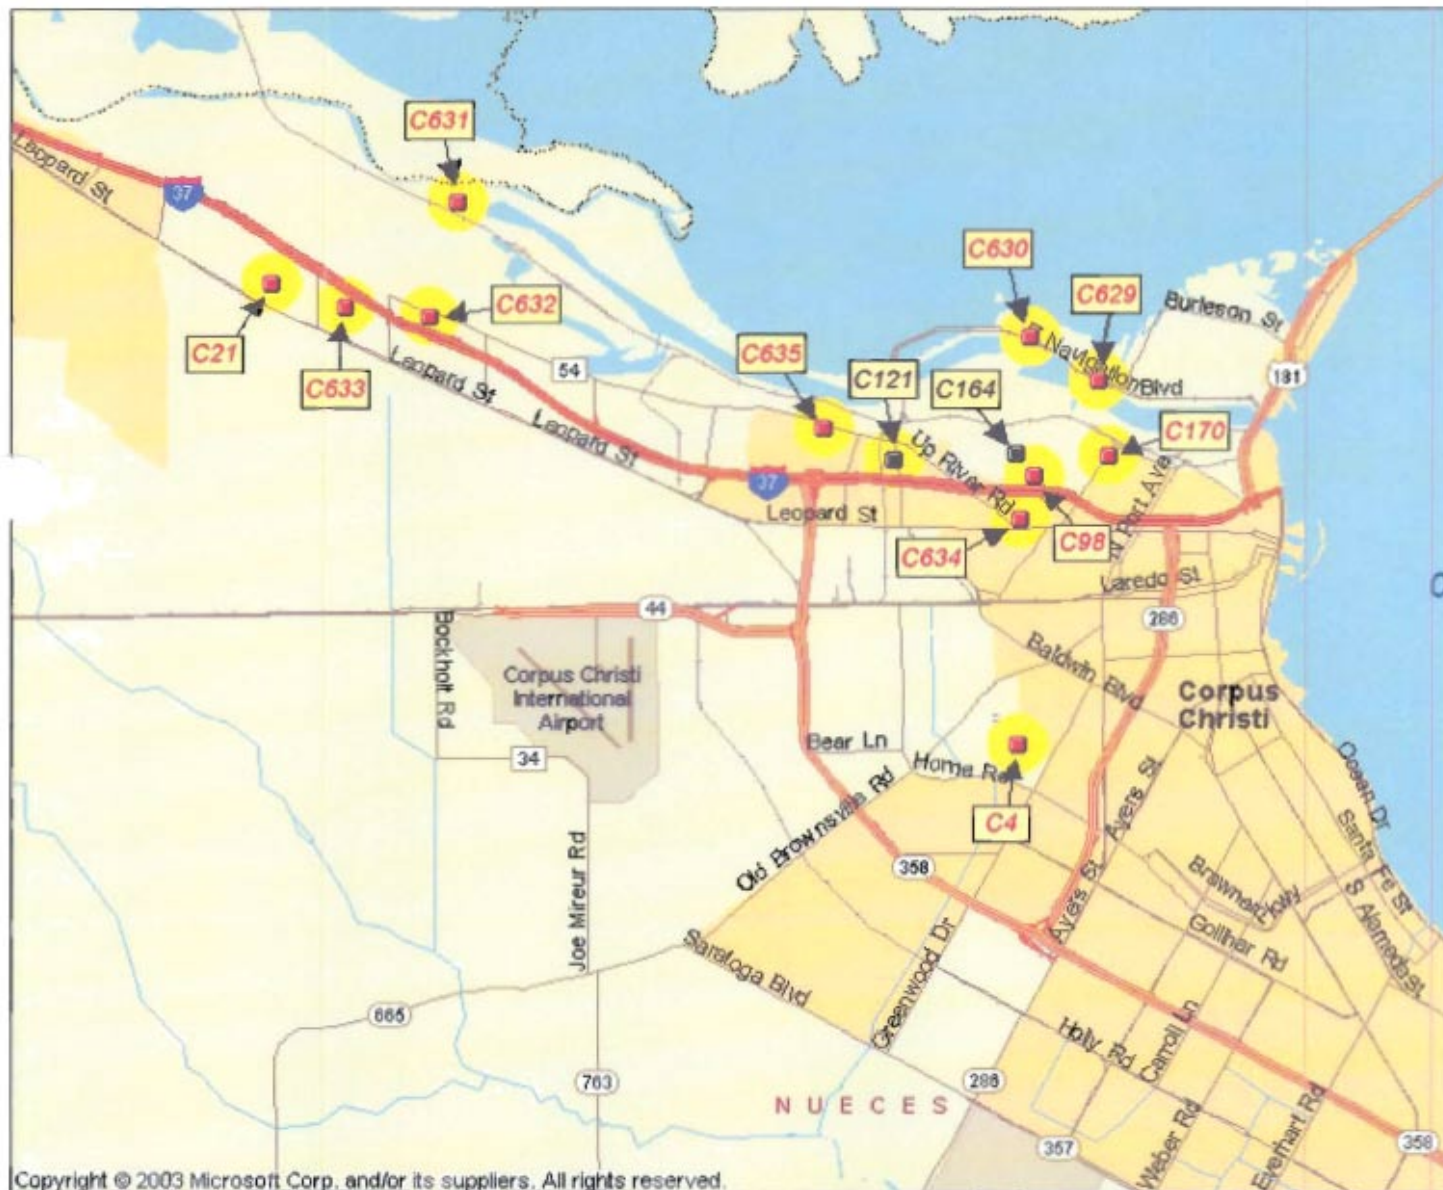 C631
Leopard St
37
C630
C629
Burleson St
C632
C21
C633
Leopard St
54
C635
C121
C164
Navigation Blvd
181
C170
Leopard St
Up River Rd
37
Leopard St
N Port Ave
C634
C98
Laredo St
44
286
Bockholt Rd
Corpus Christi
International
Airport
Baldwin Blvd
Corpus
Christi
Bear Ln
Home Rd
34
C4
Old Brownsville Rd
Ayers St
Ocean Dr
Santa Fe St
S Alameda St
358
Joe Mireur Rd
Ayers St
Gollihar Rd
Saratoga Blvd
Greenwood Dr
665
Holly Rd
Carroll Ln
763
286
NUECES
357
Weber Rd
Everhart Rd
358
Copyright © 2003 Microsoft Corp. and/or its suppliers. All rights reserved.